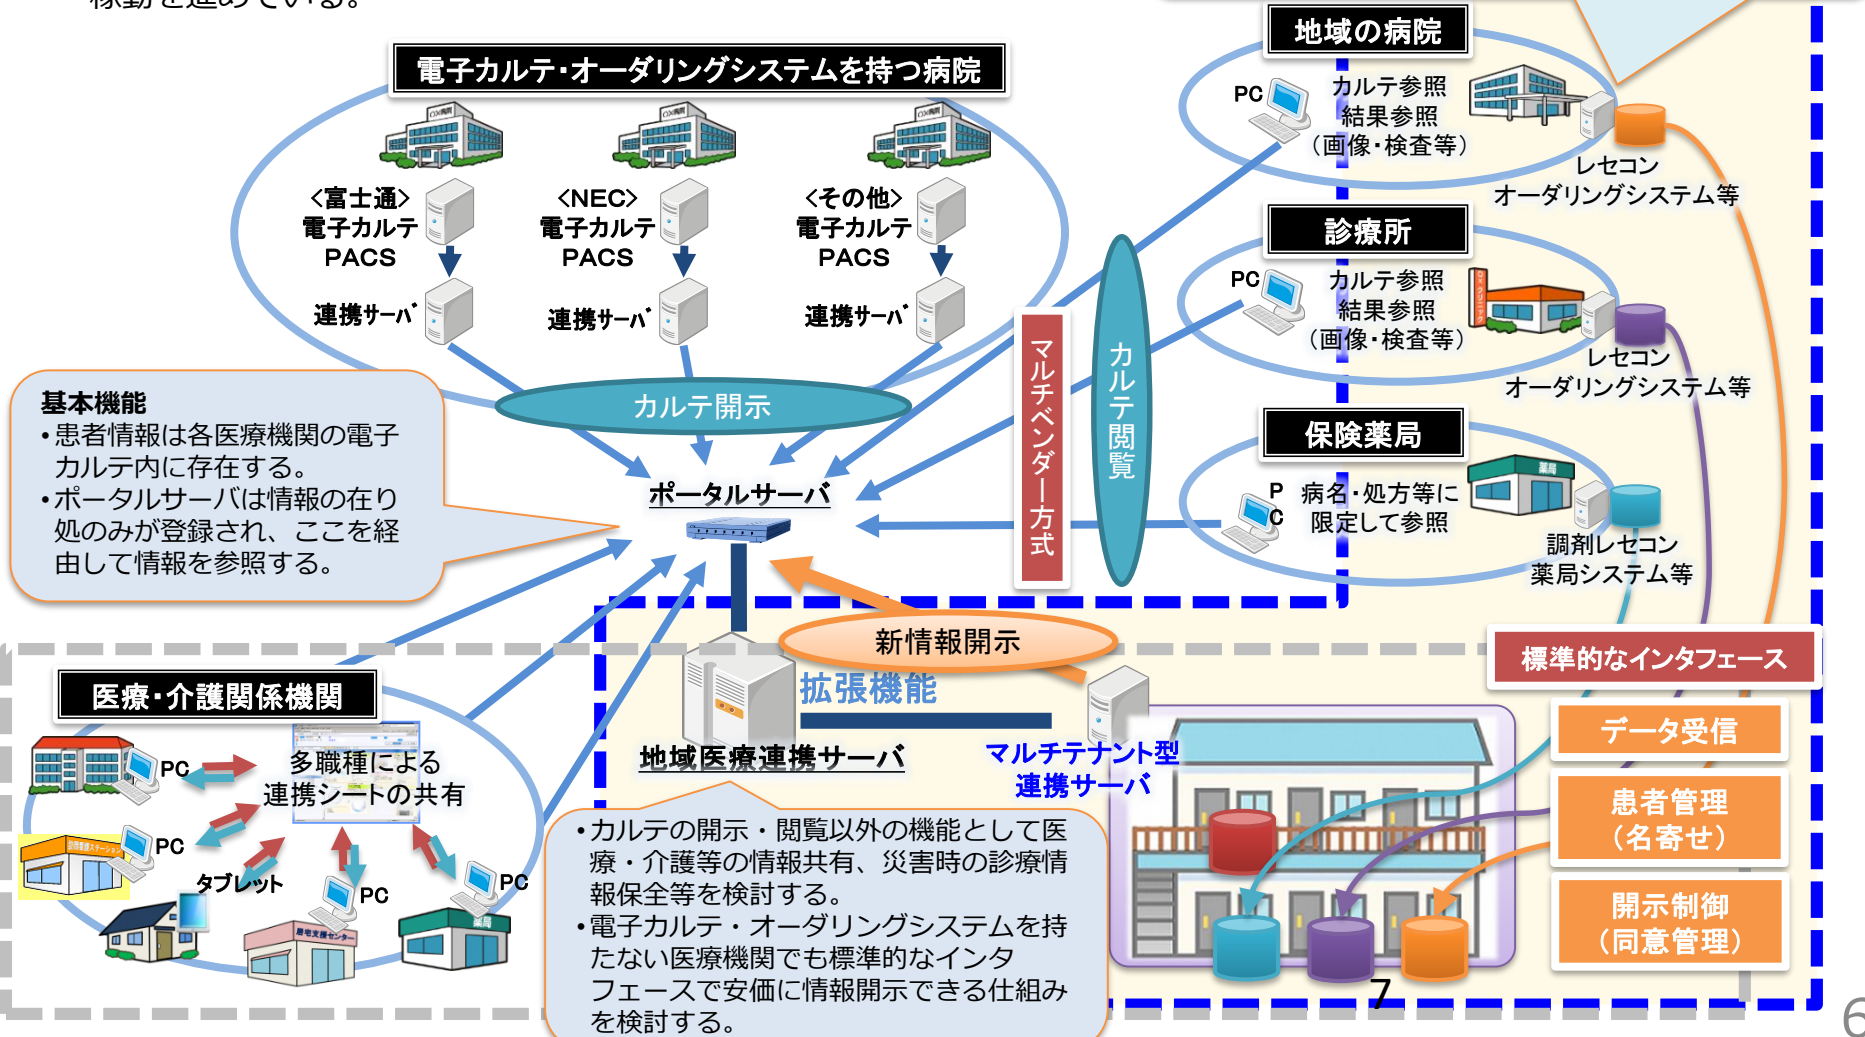 稼動を進めている。
電子カルテ・オーダリングシステムを持つ病院
<富士通>
電子カルテ
PACS
連携サーバ
<NEC>
電子カルテ
PACS
連携サーバ
<その他>
電子カルテ
PACS
連携サーバ
カルテ開示
地域の病院
PC
カルテ参照
結果参照
(画像・検査等)
レセコン
オーダリングシステム等
診療所
PC
カルテ参照
結果参照
(画像・検査等)
レセコン
オーダリングシステム等
保険薬局
PC
病名・処方等に
限定して参照
薬局
調剤レセコン
薬局システム等
マルチベンダー方式
カルテ閲覧
基本機能
・患者情報は各医療機関の電子
カルテ内に存在する。
・ポータルサーバは情報の在り
処のみが登録され、ここを経
由して情報を参照する。
ポータルサーバ
新情報開示
拡張機能
地域医療連携サーバ
マルチテナント型
連携サーバ
標準的なインタフェース
データ受信
患者管理
(名寄せ)
開示制御
(同意管理)
医療・介護関係機関
多職種による
連携シートの共有
PC
PC
タブレット
PC
PC
居宅支援センター
薬局
・カルテの開示・閲覧以外の機能として医
療・介護等の情報共有、災害時の診療情
報保全等を検討する。
・電子カルテ・オーダリングシステムを持
たない医療機関でも標準的なインタ
フェースで安価に情報開示できる仕組み
を検討する。
7
6